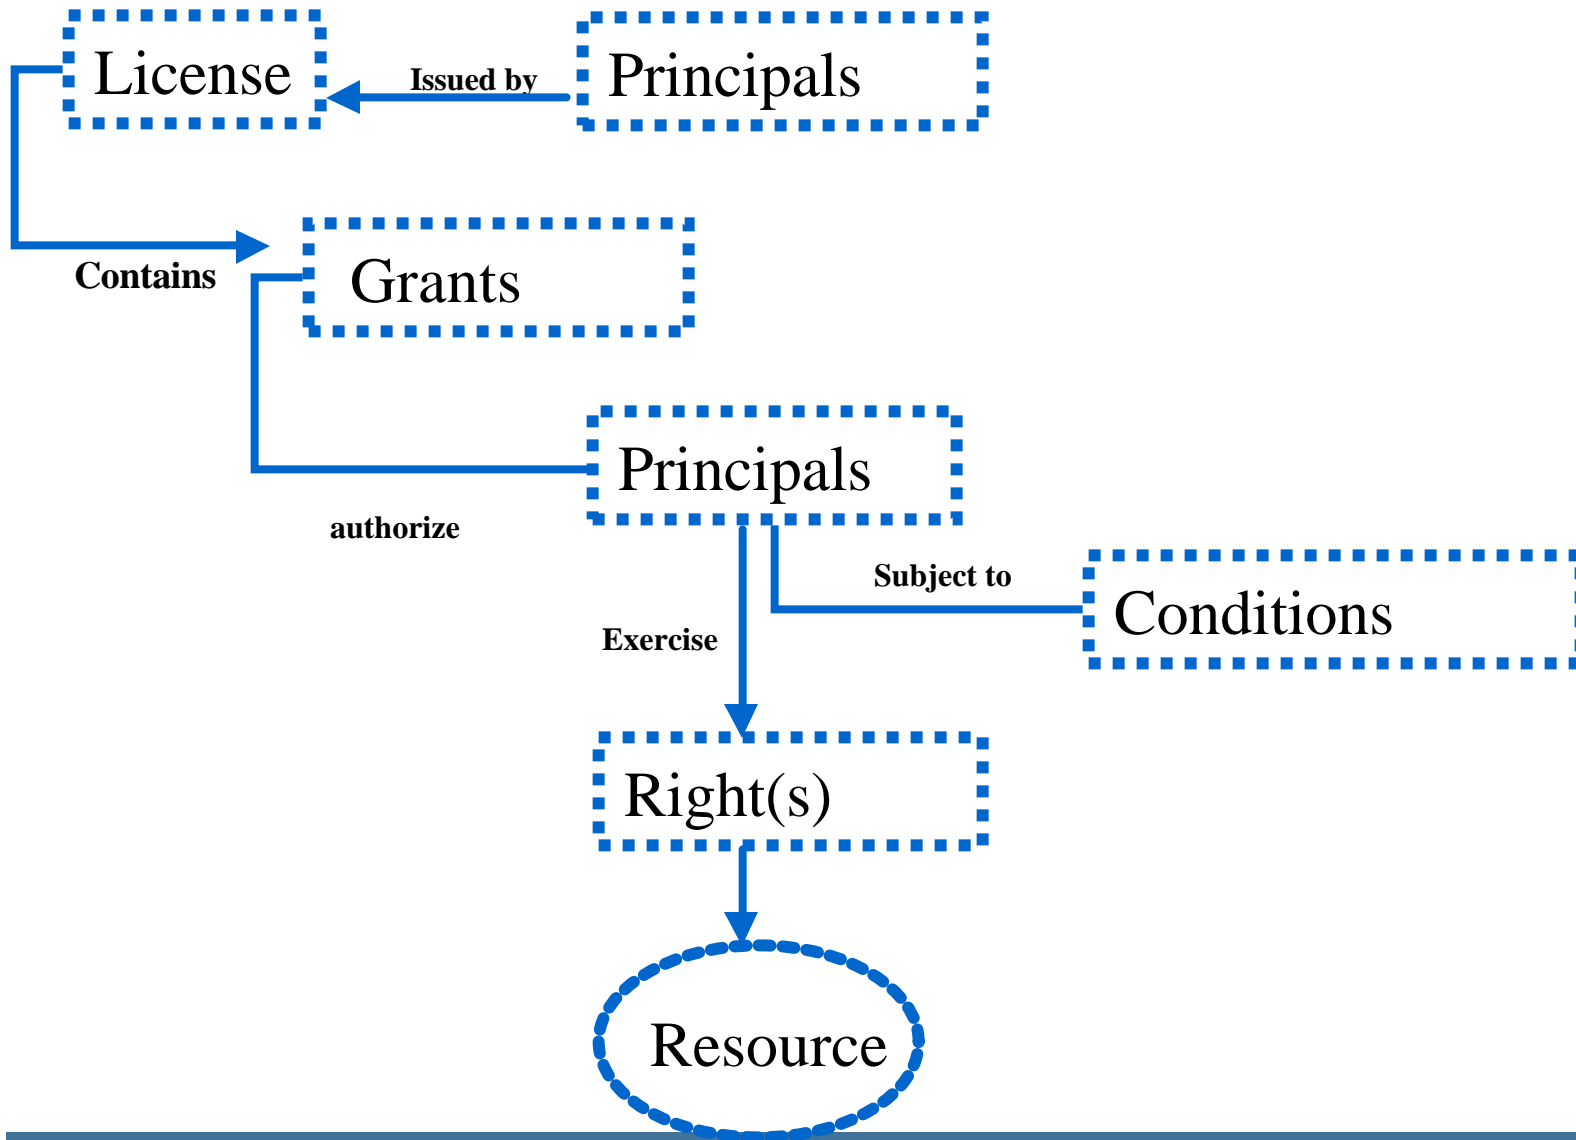 License
Issued by
Principals
Contains
Grants
Principals
authorize
Subject to
Conditions
Exercise
Right(s)
Resource